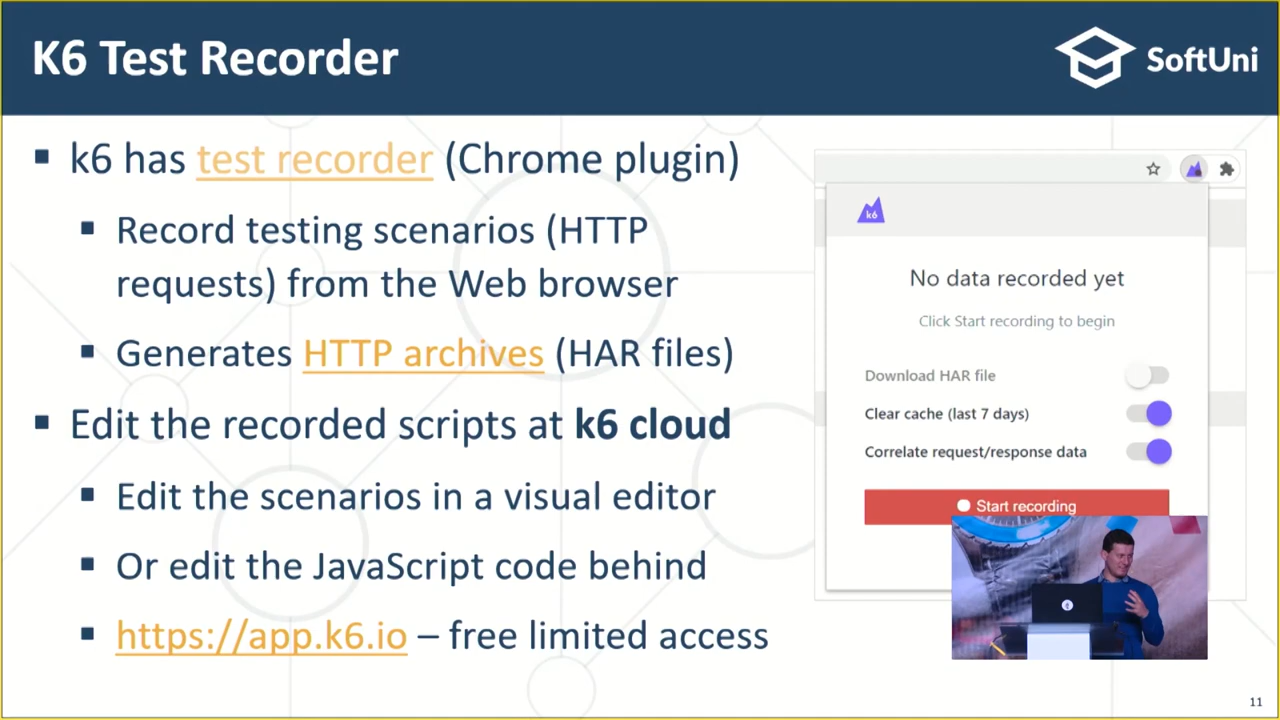 K6 Test Recorder
SoftUni
▪ k6 has test recorder (Chrome plugin)
▪ Record testing scenarios (HTTP
requests) from the Web browser
▪ Generates HTTP archives (HAR files)
▪ Edit the recorded scripts at k6 cloud
▪ Edit the scenarios in a visual editor
▪ Or edit the JavaScript code behind
▪ https://app.k6.io – free limited access
k6
No data recorded yet
Click Start recording to begin
Download HAR file
Clear cache (last 7 days)
Correlate request/response data
Start recording
11